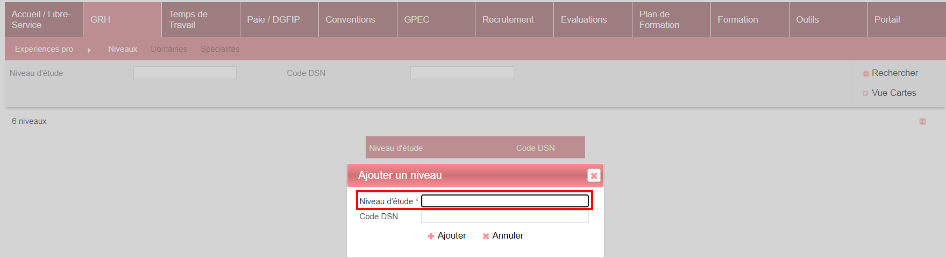 Accueil / Libre-Service GRH Temps de Travail Paie / DGFIP Conventions GPEC Recrutement Evaluations Plan de Formation Formation Outils Portail
Experiences pro Niveaux Domaines Spécialités
Niveau d'étude Code DSN Rechercher
Vue Cartes
6 niveaux
Niveau d'étude Code DSN
Ajouter un niveau
Niveau d'étude *
Code DSN
Ajouter Annuler